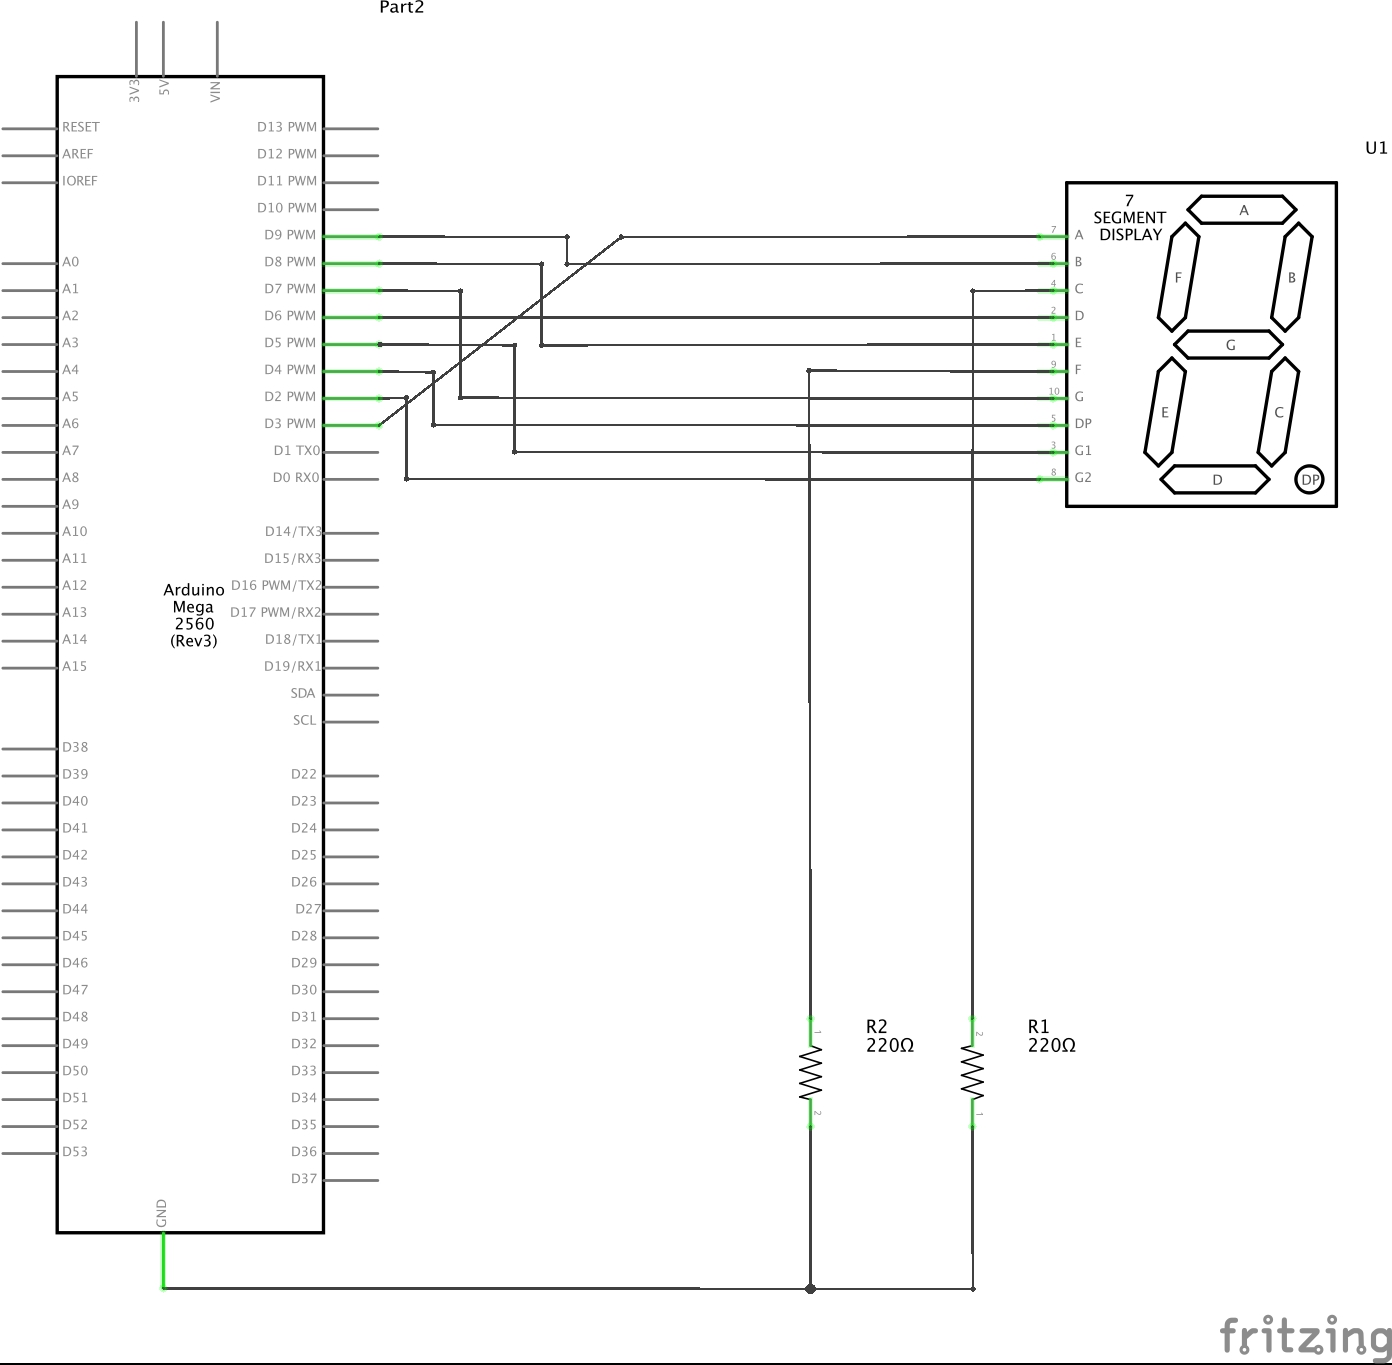 Part2
3V3
5V
VIN
RESET
AREF
IOREF
A0
A1
A2
A3
A4
A5
A6
A7
A8
A9
A10
A11
A12
A13
A14
A15
D38
D39
D40
D41
D42
D43
D44
D45
D46
D47
D48
D49
D50
D51
D52
D53
Arduino
Mega
2560
(Rev3)
D13 PWM
D12 PWM
D11 PWM
D10 PWM
D9 PWM
D8 PWM
D7 PWM
D6 PWM
D5 PWM
D4 PWM
D2 PWM
D3 PWM
D1 TX0
D0 RX0
D14/TX3
D15/RX3
D16 PWM/TX2
D17 PWM/RX2
D18/TX1
D19/RX1
SDA
SCL
D22
D23
D24
D25
D26
D27
D28
D29
D30
D31
D32
D33
D34
D35
D36
D37
GND
U1
7
SEGMENT
DISPLAY
7 A
6 B
4 C
2 D
1 E
9 F
10 G
5 DP
3 G1
8 G2
A
F
B
G
E
C
D
DP
R2
220Ω
1
2
R1
220Ω
2
1
fritzing